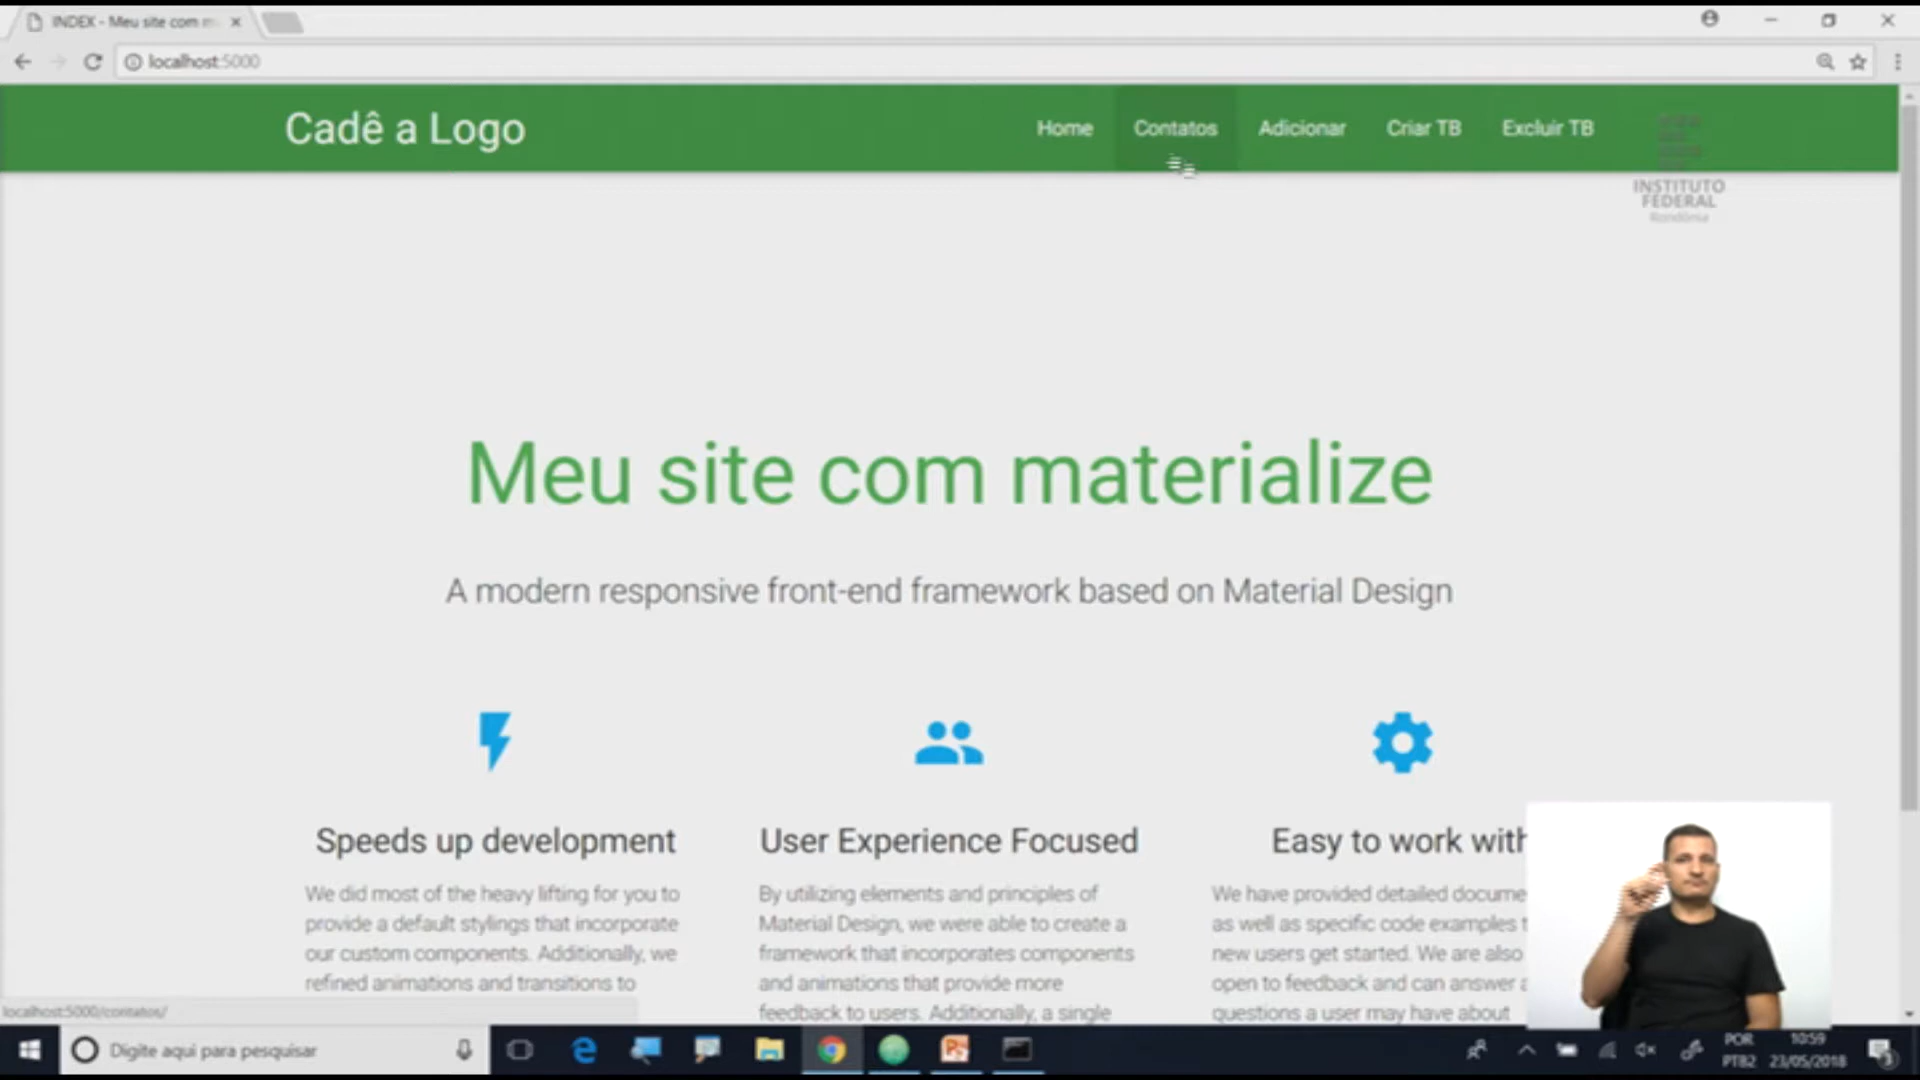 INDEX - Meu site com m
localhost:5000
Cadê a Logo
Home
Contatos
Adicionar
Criar TB
Excluir TB
INSTITUTO
FEDERAL
Rondônia
Meu site com materialize
A modern responsive front-end framework based on Material Design
Speeds up development
We did most of the heavy lifting for you to
provide a default stylings that incorporate
our custom components. Additionally, we
refined animations and transitions to
User Experience Focused
By utilizing elements and principles of
Material Design, we were able to create a
framework that incorporates components
and animations that provide more
feedback to users. Additionally, a single
Easy to work with
We have provided detailed docume
as well as specific code examples t
new users get started. We are also
open to feedback and can answer a
questions a user may have about
localhost:5000/contatos/
Digite aqui para pesquisar
POR
PTB2
10:59
23/05/2018
3